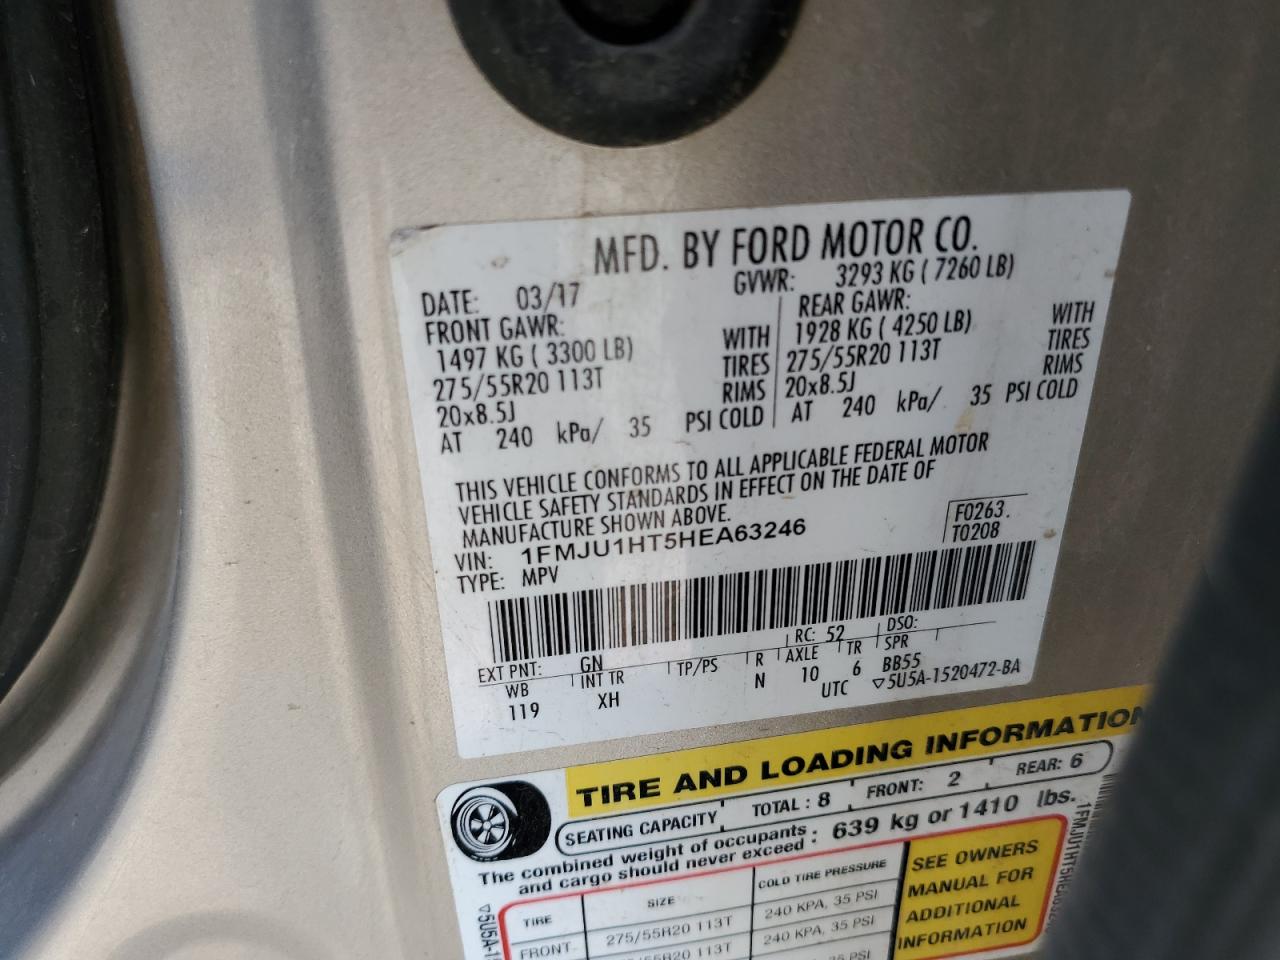 MFD. BY FORD MOTOR CO.
DATE: 03/17 GVWR: 3293 KG ( 7260 LB)
FRONT GAWR: REAR GAWR:
1497 KG ( 3300 LB) WITH 1928 KG ( 4250 LB) WITH
275/55R20 113T TIRES 275/55R20 113T TIRES
20x8.5J RIMS 20x8.5J RIMS
AT 240 kPa/ 35 PSI COLD AT 240 kPa/ 35 PSI COLD
THIS VEHICLE CONFORMS TO ALL APPLICABLE FEDERAL MOTOR
VEHICLE SAFETY STANDARDS IN EFFECT ON THE DATE OF
MANUFACTURE SHOWN ABOVE.
F0263.
T0208
VIN: 1FMJU1HT5HEA63246
TYPE: MPV
EXT PNT: GN RC: 52 DSO:
WB INT TR TP/PS R AXLE TR SPR
119 XH N 10 6 BB55
UTC ▽5U5A-1520472-BA
TIRE AND LOADING INFORMATION
SEATING CAPACITY TOTAL : 8 FRONT: 2 REAR: 6
The combined weight of occupants and cargo should never exceed : 639 kg or 1410 lbs.
TIRE SIZE COLD TIRE PRESSURE
FRONT 275/55R20 113T 240 KPA, 35 PSI
113T 240 KPA, 35 PSI
35 PSI
SEE OWNERS
MANUAL FOR
ADDITIONAL
INFORMATION